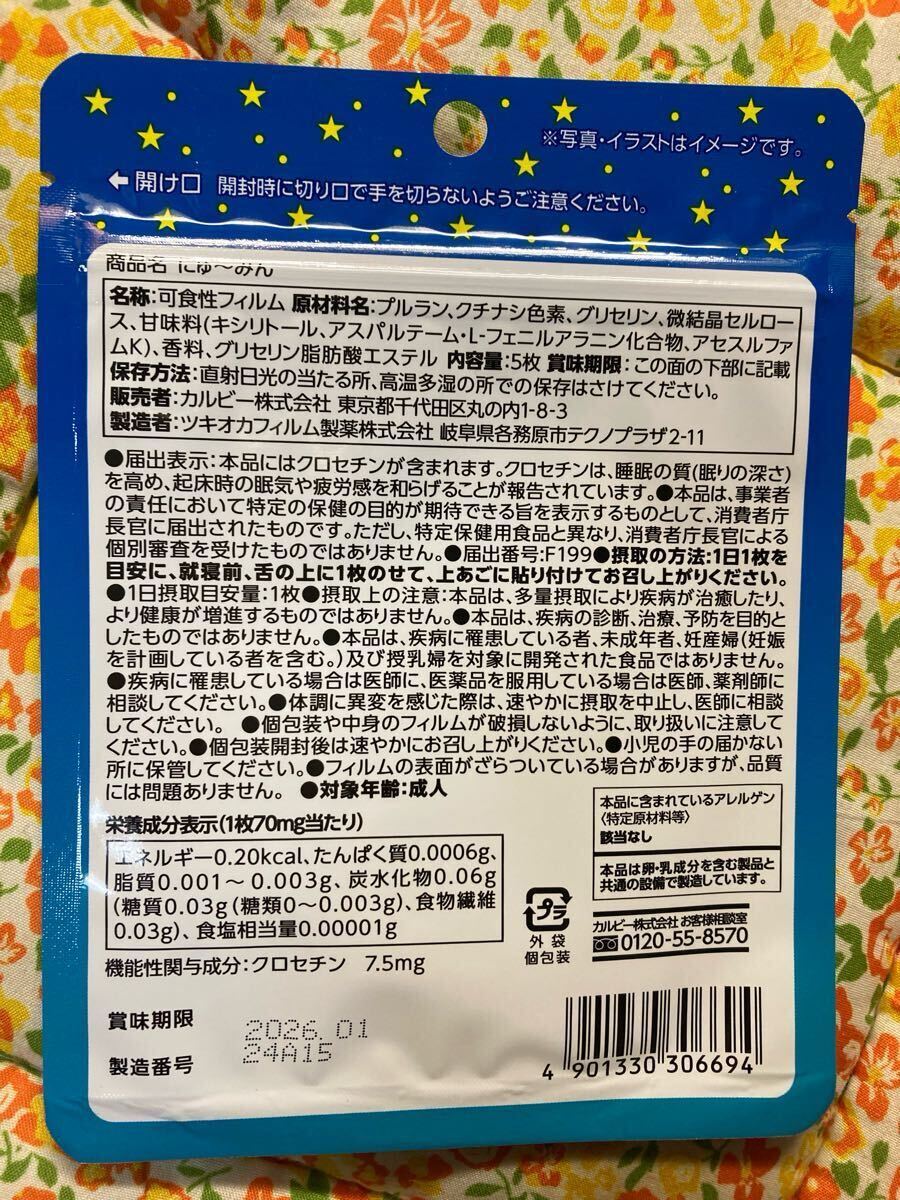 ※写真・イラストはイメージです。
←開け口 開封時に切り口で手を切らないようご注意ください。
商品名 にゅ〜みん
名称:可食性フィルム 原材料名:プルラン、クチナシ色素、グリセリン、微結晶セルロー
ス、甘味料(キシリトール、アスパルテーム・L-フェニルアラニン化合物、アセスルファ
ムK)、香料、グリセリン脂肪酸エステル 内容量:5枚 賞味期限:この面の下部に記載
保存方法:直射日光の当たる所、高温多湿の所での保存はさけてください。
販売者:カルビー株式会社 東京都千代田区丸の内1-8-3
製造者:ツキオカフィルム製薬株式会社 岐阜県各務原市テクノプラザ2-11
●届出表示:本品にはクロセチンが含まれます。クロセチンは、睡眠の質(眠りの深さ)
を高め、起床時の眠気や疲労感を和らげることが報告されています。●本品は、事業者
の責任において特定の保健の目的が期待できる旨を表示するものとして、消費者庁
長官に届出されたものです。ただし、特定保健用食品と異なり、消費者庁長官による
個別審査を受けたものではありません。●届出番号:F199●摂取の方法:1日1枚を
目安に、就寝前、舌の上に1枚のせて、上あごに貼り付けてお召し上がりください。
●1日摂取目安量:1枚●摂取上の注意:本品は、多量摂取により疾病が治癒したり、
より健康が増進するものではありません。●本品は、疾病の診断、治療、予防を目的と
したものではありません。●本品は、疾病に罹患している者、未成年者、妊産婦(妊娠
を計画している者を含む。)及び授乳婦を対象に開発された食品ではありません。
●疾病に罹患している場合は医師に、医薬品を服用している場合は医師、薬剤師に
相談してください。●体調に異変を感じた際は、速やかに摂取を中止し、医師に相談
してください。 ●個包装や中身のフィルムが破損しないように、取り扱いに注意して
ください。●個包装開封後は速やかにお召し上がりください。●小児の手の届かない
所に保管してください。●フィルムの表面がざらついている場合がありますが、品質
には問題ありません。 ●対象年齢:成人
栄養成分表示(1枚70mg当たり)
エネルギー0.20kcal、たんぱく質0.0006g、
脂質0.001〜0.003g、炭水化物0.06g
(糖質0.03g(糖類0〜0.003g)、食物繊維
0.03g)、食塩相当量0.00001g
機能性関与成分:クロセチン 7.5mg
本品に含まれているアレルゲン
〈特定原材料等〉
該当なし
本品は卵・乳成分を含む製品と
共通の設備で製造しています。
プラ
外袋
個包装
カルビー株式会社 お客様相談室
0120-55-8570
賞味期限 2026.01
製造番号 24A15
4 901330 306694